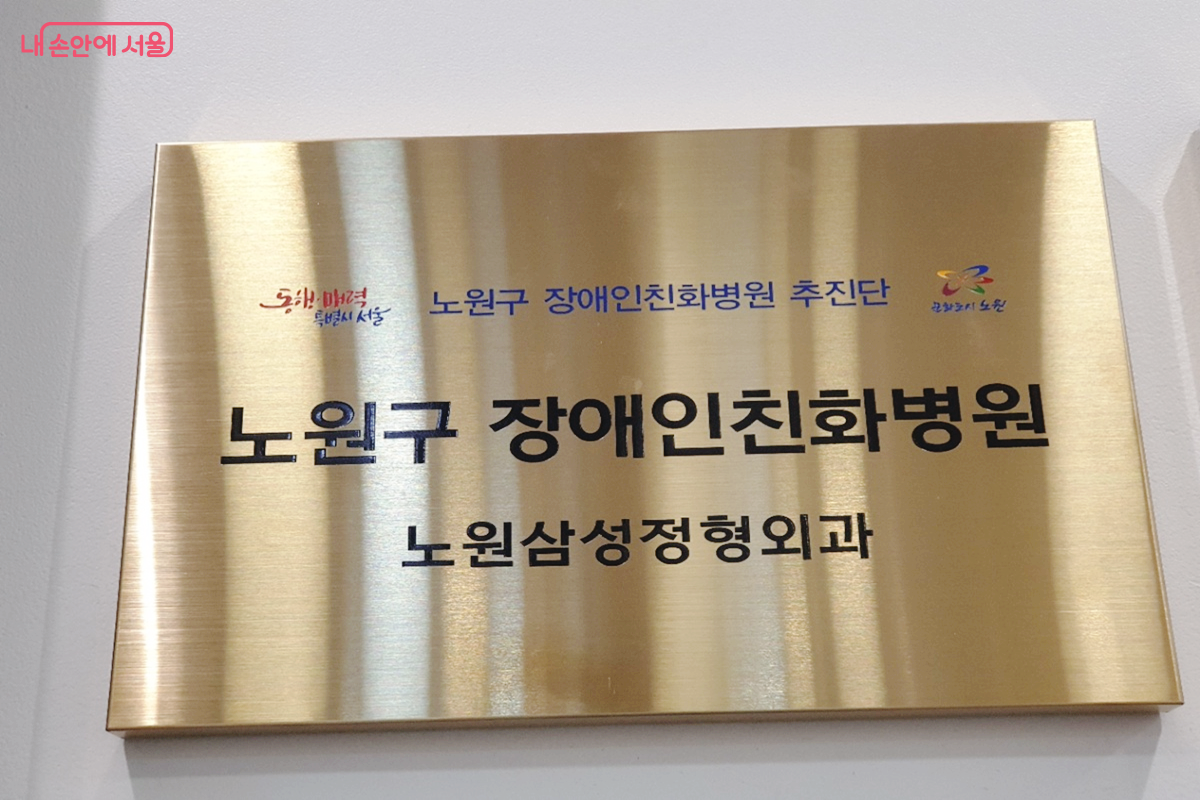 내 손안에 서울
동행·매력
특별시 서울
노원구 장애인친화병원 추진단
문화도시 노원
노원구 장애인친화병원
노원삼성정형외과